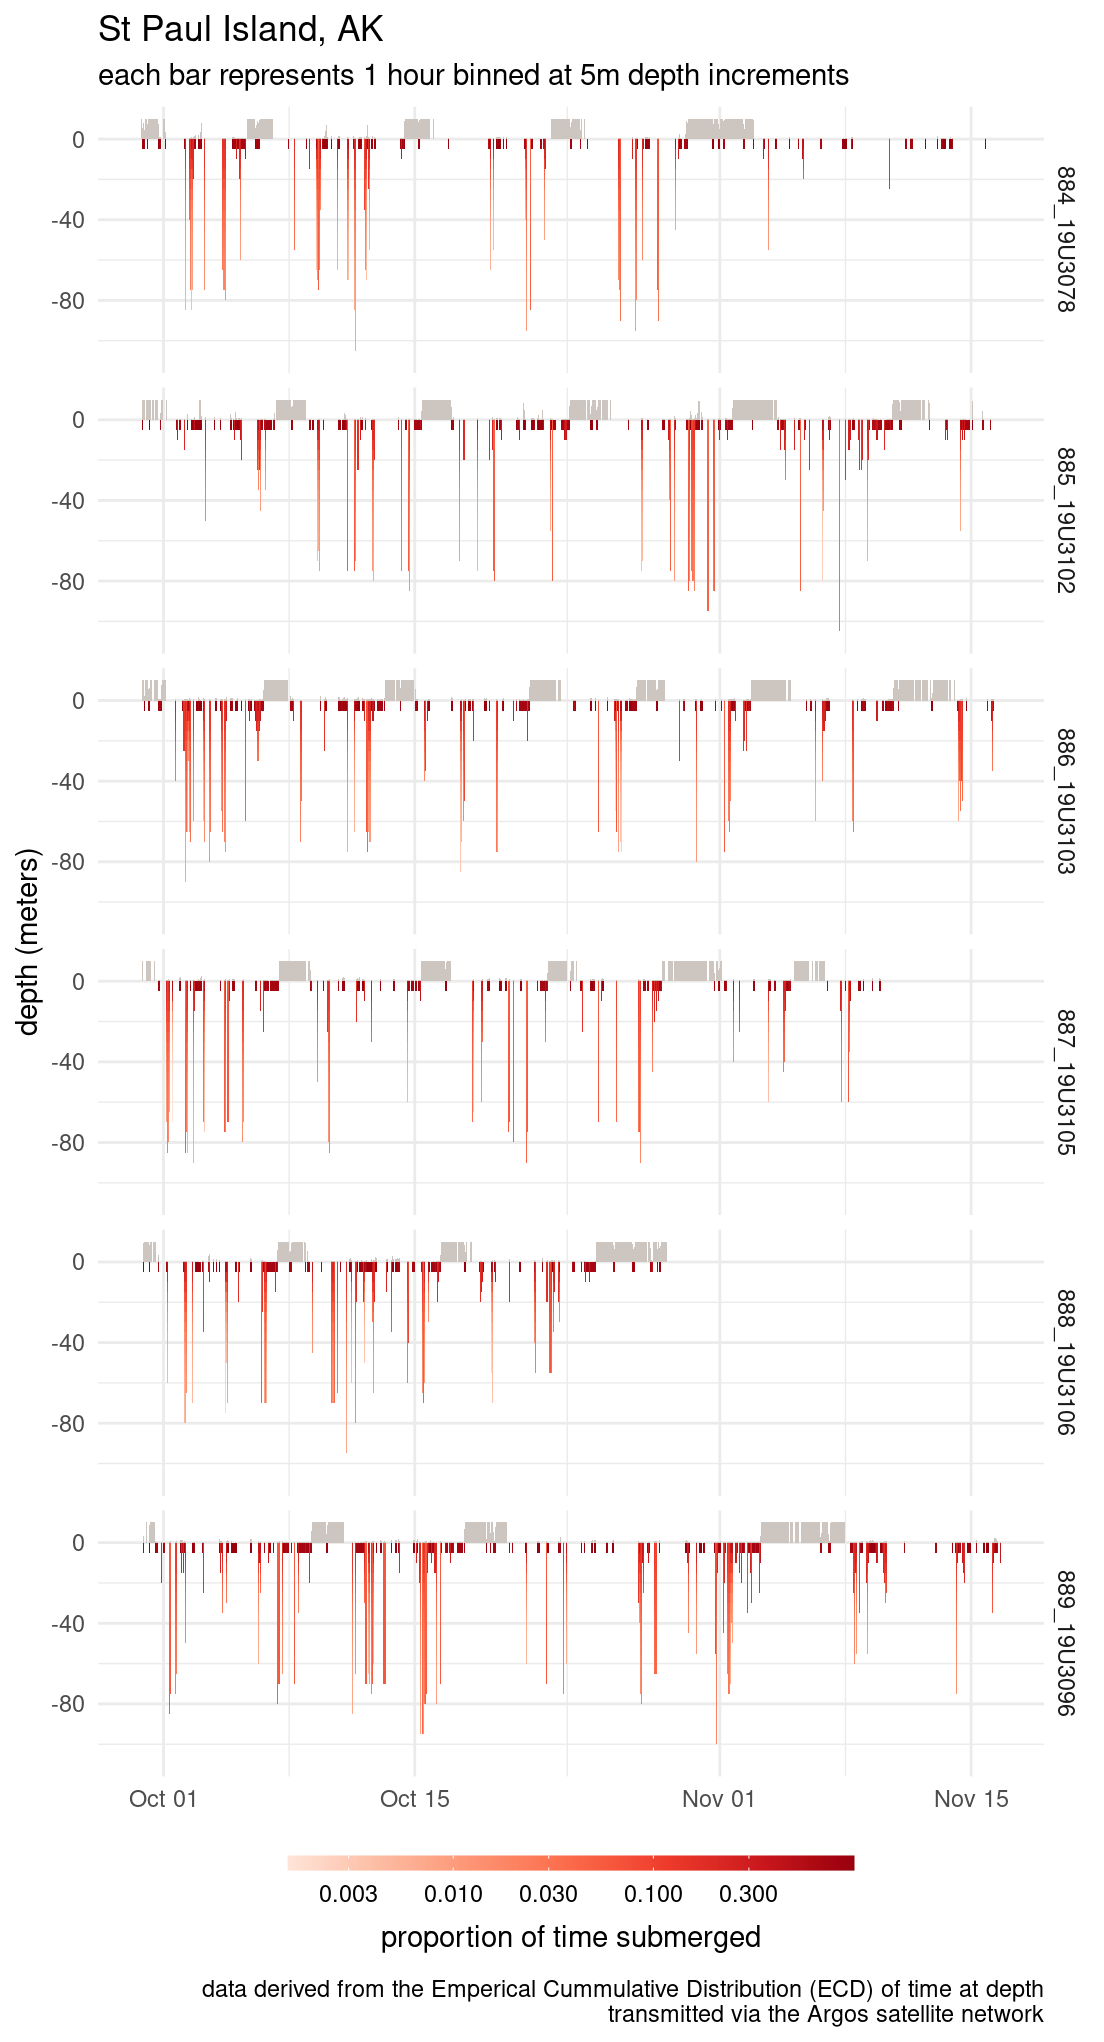 St Paul Island, AK
each bar represents 1 hour binned at 5m depth increments
0
-40
-80
884_19U3078
0
-40
-80
885_19U3102
0
-40
-80
886_19U3103
depth (meters)
0
-40
-80
887_19U3105
0
-40
-80
888_19U3106
0
-40
-80
889_19U3096
Oct 01 Oct 15 Nov 01 Nov 15
0.003 0.010 0.030 0.100 0.300
proportion of time submerged
data derived from the Emperical Cummulative Distribution (ECD) of time at depth
transmitted via the Argos satellite network